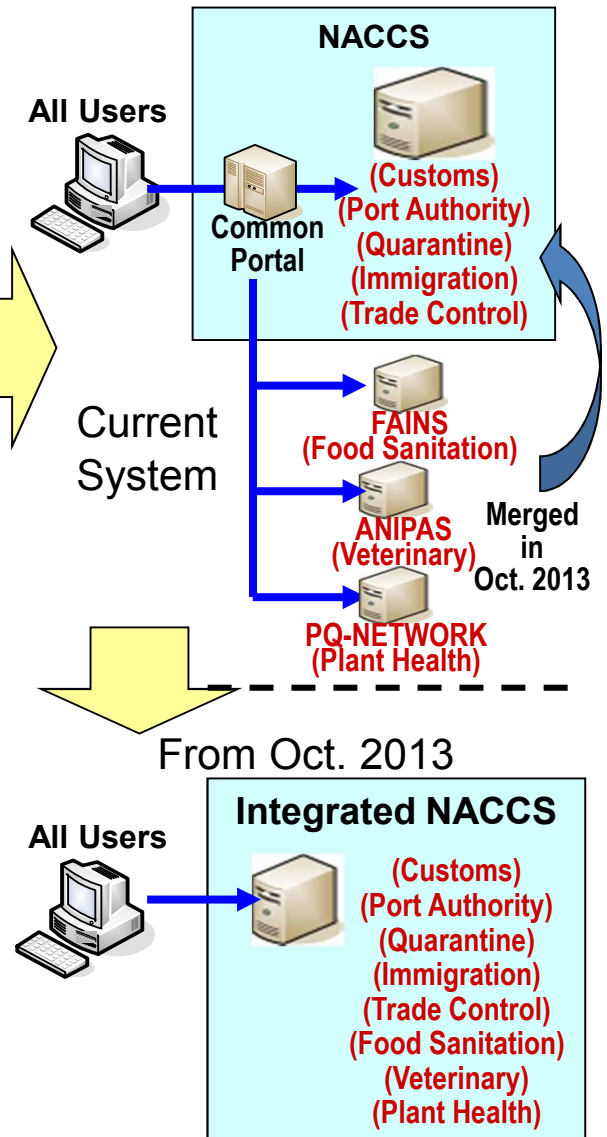 NACCS
All Users
Common
Portal
(Customs)
(Port Authority)
(Quarantine)
(Immigration)
(Trade Control)
Current
System
FAINS
(Food Sanitation)
ANIPAS
(Veterinary)
PQ-NETWORK
(Plant Health)
Merged
in
Oct. 2013
From Oct. 2013
Integrated NACCS
All Users
(Customs)
(Port Authority)
(Quarantine)
(Immigration)
(Trade Control)
(Food Sanitation)
(Veterinary)
(Plant Health)